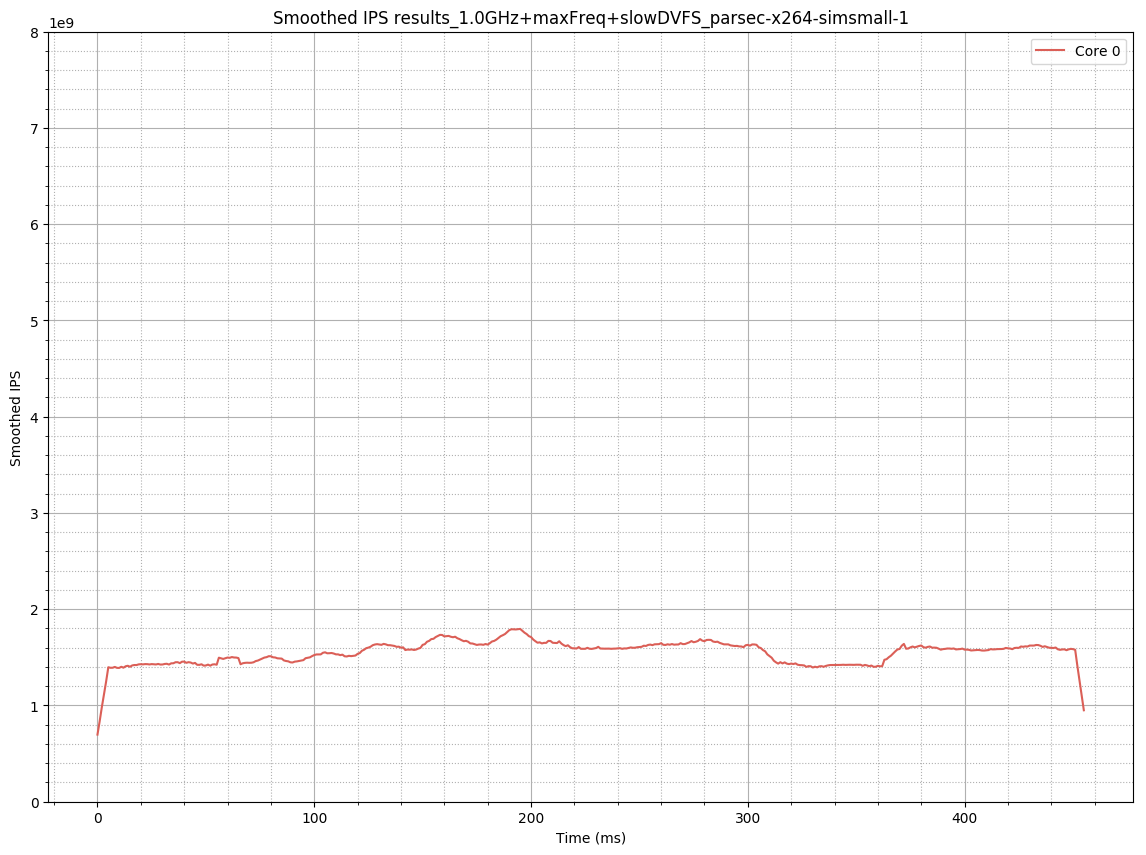 Smoothed IPS results_1.0GHz+maxFreq+slowDVFS_parsec-x264-simsmall-1
1e9
Core 0
8
7
6
5
4
3
2
1
0
Smoothed IPS
0 100 200 300 400
Time (ms)